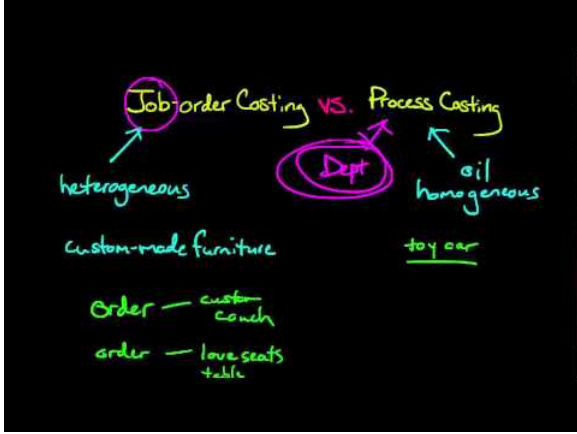 Job-order Costing vs. Process Costing
Dept
oil
heterogeneous
homogeneous
custom-made furniture
toy car
order — custom
couch
order — love seats
table